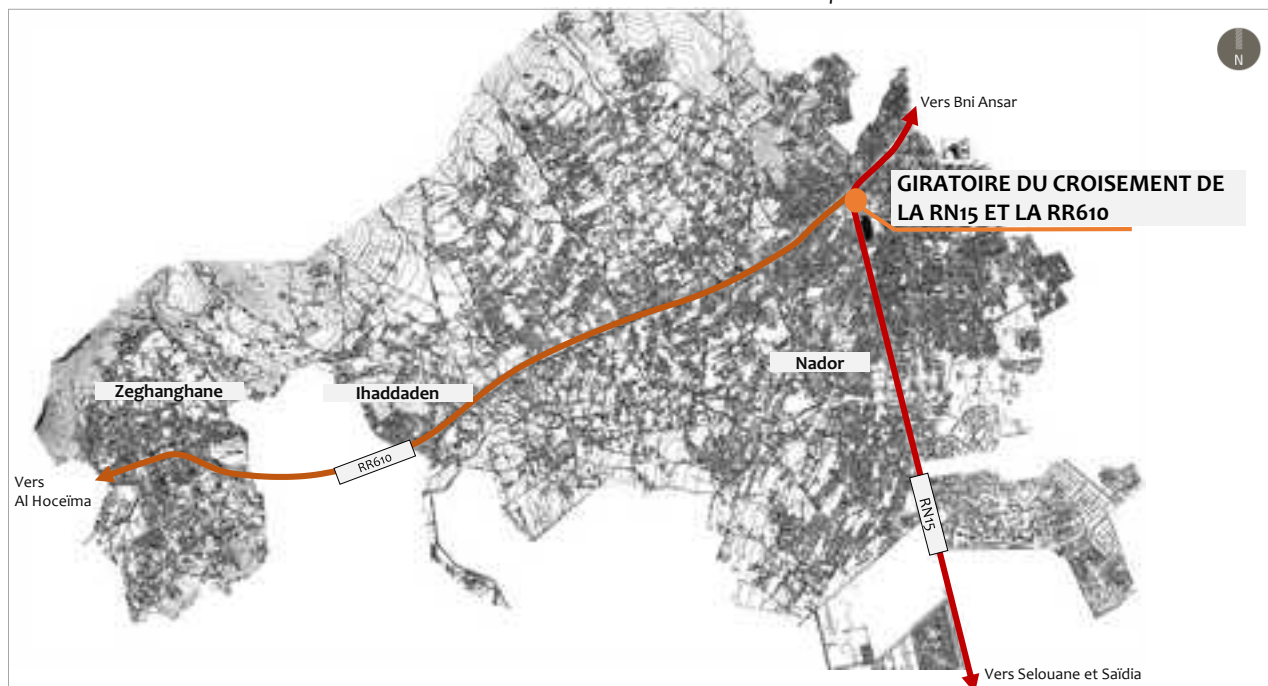 N
Vers Bni Ansar
GIRATOIRE DU CROISEMENT DE
LA RN15 ET LA RR610
Nador
Zeghanghane
Ihaddaden
RR610
Vers
Al Hoceïma
RN15
Vers Selouane et Saïdia